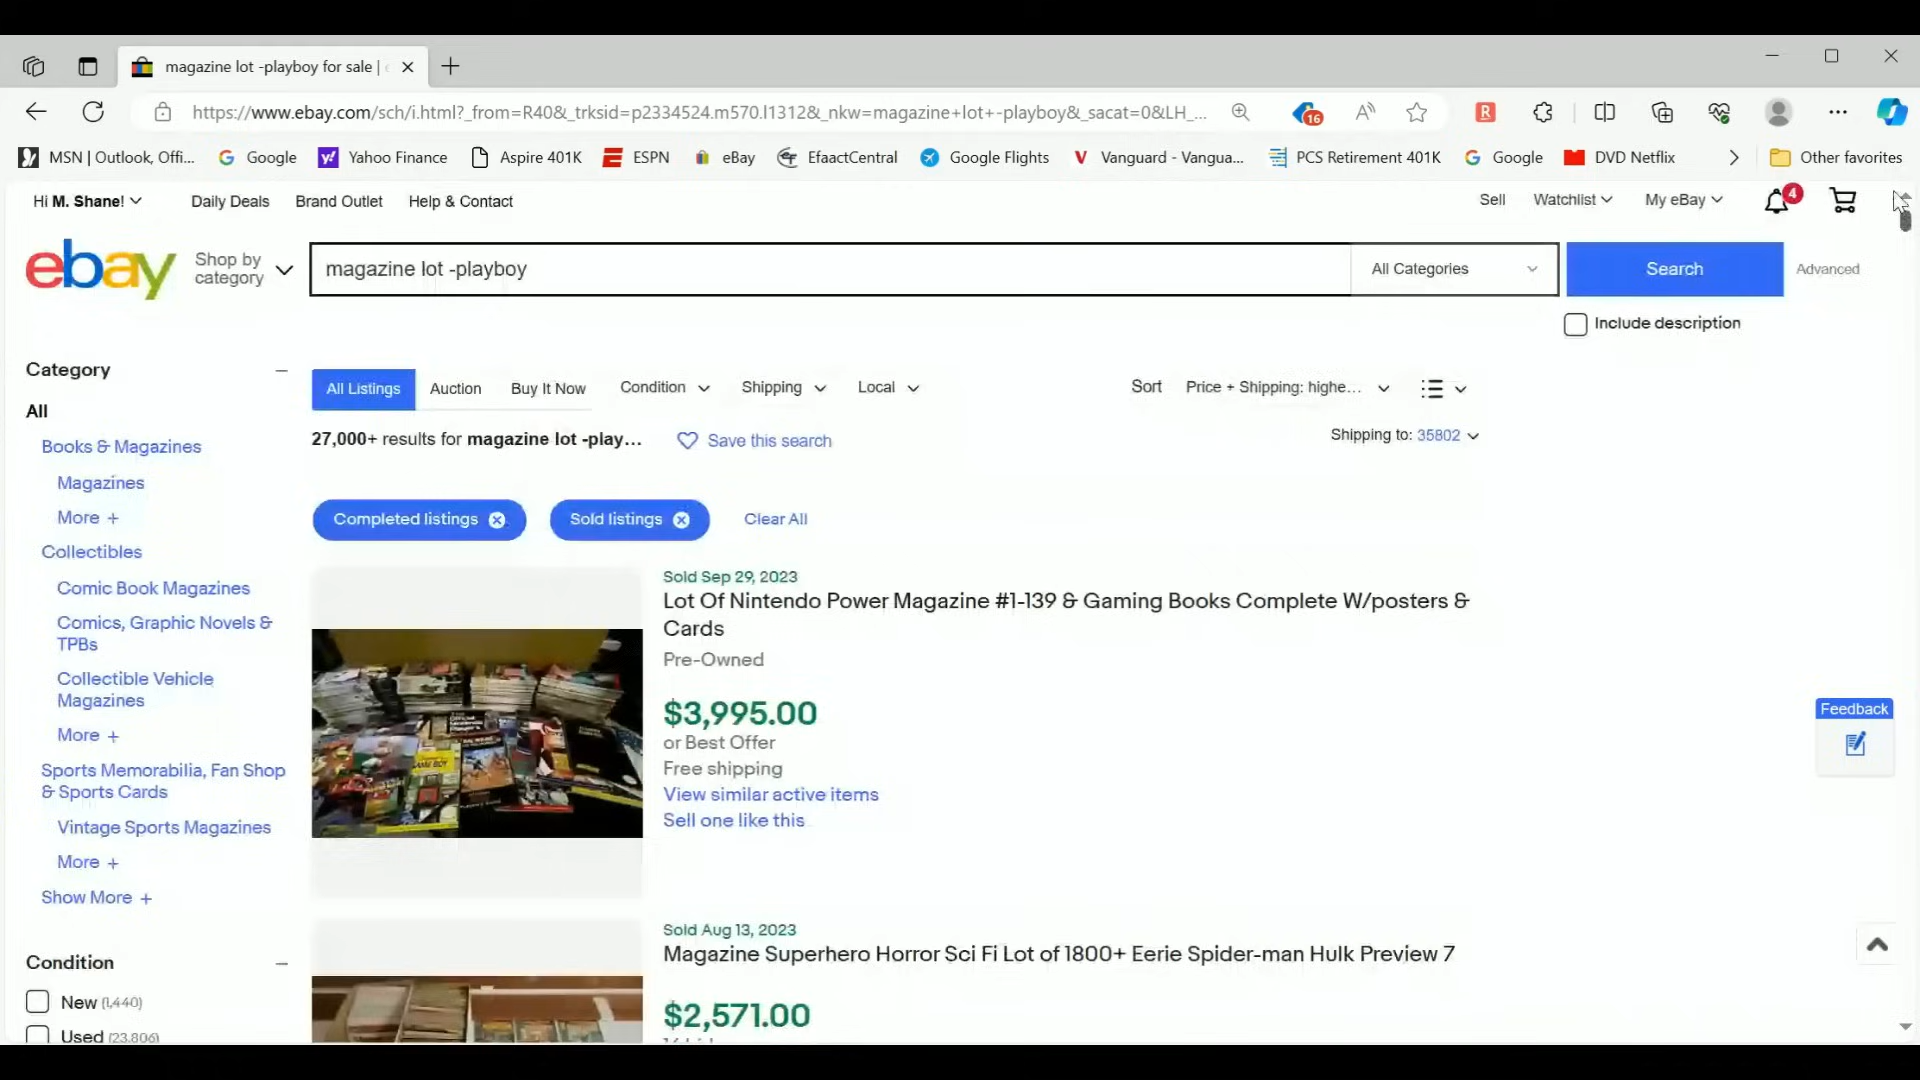 magazine lot -playboy for sale | e
https://www.ebay.com/sch/i.html?_from=R40&_trksid=p2334524.m570.l1312&_nkw=magazine+lot+-playboy&_sacat=0&LH_...
16
MSN | Outlook, Offi...
Google
Yahoo Finance
Aspire 401K
ESPN
eBay
EfaactCentral
Google Flights
Vanguard - Vangua...
PCS Retirement 401K
Google
DVD Netflix
Other favorites
Hi M. Shane!
Daily Deals
Brand Outlet
Help & Contact
Sell
Watchlist
My eBay
4
ebay
Shop by
category
magazine lot -playboy
All Categories
Search
Advanced
Include description
Category
All
Books & Magazines
Magazines
More +
Collectibles
Comic Book Magazines
Comics, Graphic Novels &
TPBs
Collectible Vehicle
Magazines
More +
Sports Memorabilia, Fan Shop
& Sports Cards
Vintage Sports Magazines
More +
Show More +
Condition
New (1,440)
Used (23,806)
All Listings
Auction
Buy It Now
Condition
Shipping
Local
Sort
Price + Shipping: highe...
27,000+ results for magazine lot -play...
Save this search
Shipping to: 35802
Completed listings
Sold listings
Clear All
Sold Sep 29, 2023
Lot Of Nintendo Power Magazine #1-139 & Gaming Books Complete W/posters &
Cards
Pre-Owned
$3,995.00
or Best Offer
Free shipping
View similar active items
Sell one like this
Sold Aug 13, 2023
Magazine Superhero Horror Sci Fi Lot of 1800+ Eerie Spider-man Hulk Preview 7
$2,571.00
Feedback